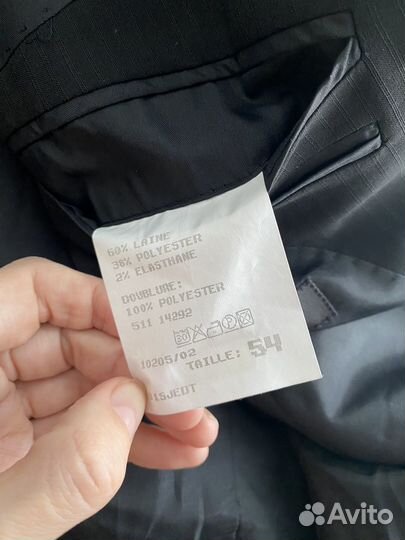 60% LAINE
36% POLYESTER
2% ELASTHANE
DOUBLURE:
100% POLYESTER
511 14292
10205/02 TAILLE: 54
Avito